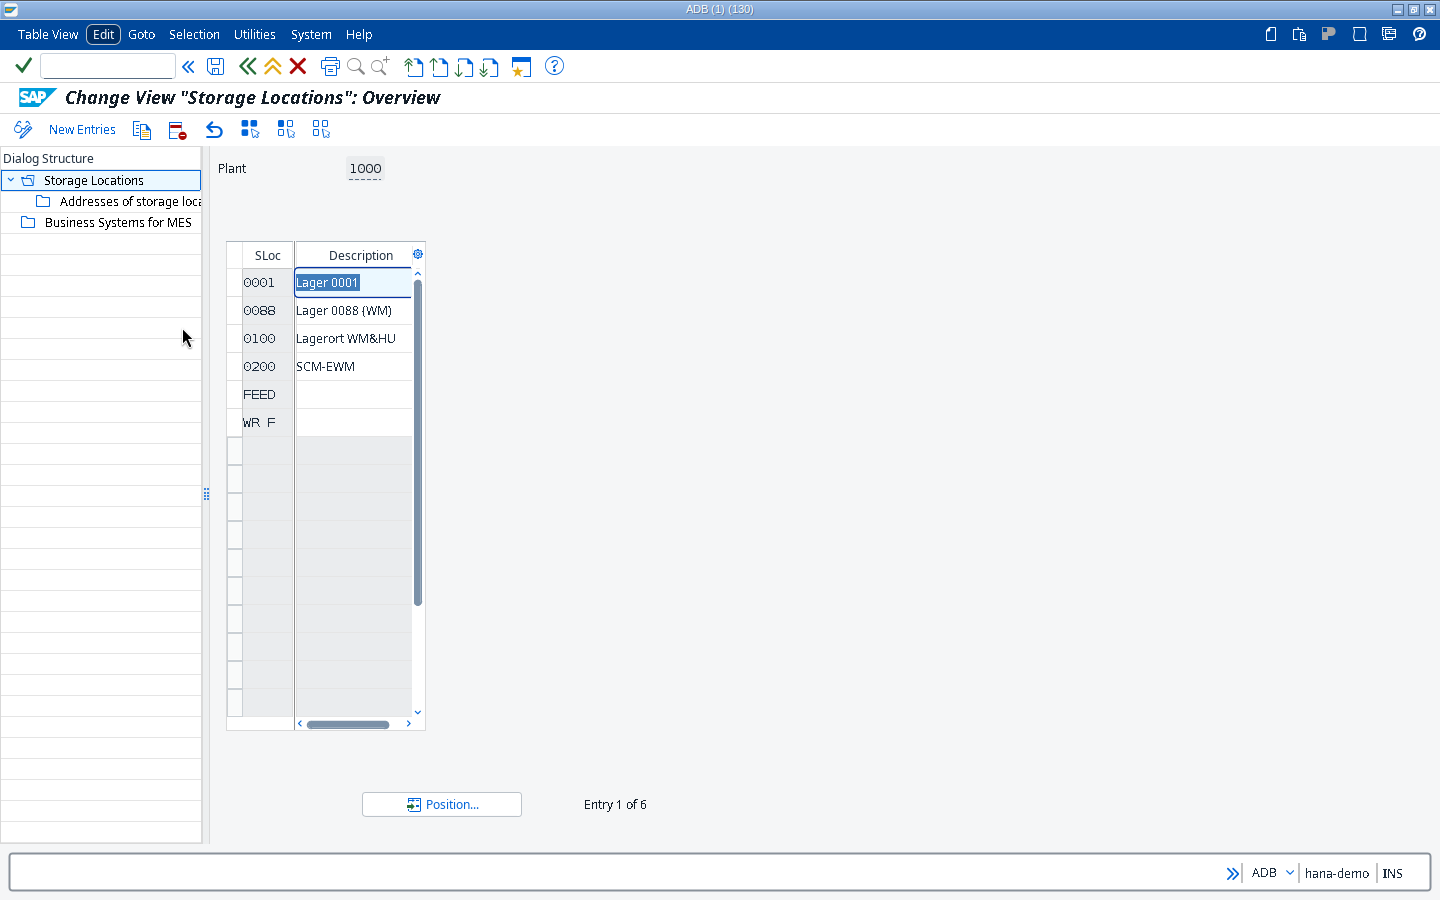 ADB (1) (130)
Table View Edit Goto Selection Utilities System Help
SAP Change View "Storage Locations": Overview
New Entries
Dialog Structure
Storage Locations
Addresses of storage loca
Business Systems for MES
Plant 1000
SLoc Description
0001 Lager 0001
0088 Lager 0088 (WM)
0100 Lagerort WM&HU
0200 SCM-EWM
FEED
WR F
Position... Entry 1 of 6
ADB hana-demo INS